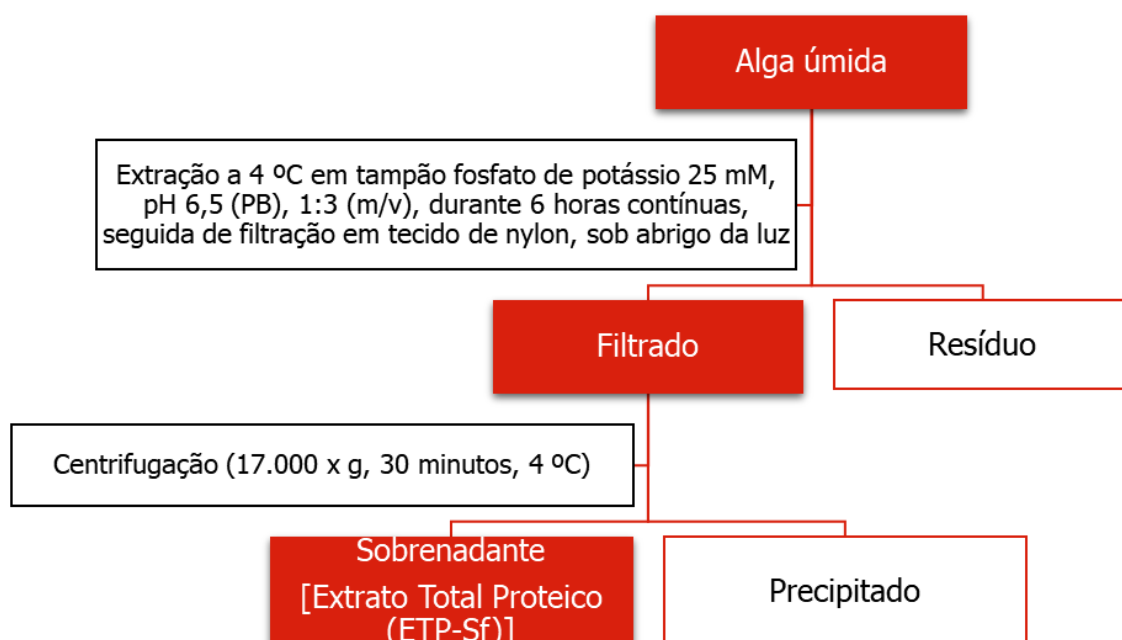 Alga úmida
Extração a 4 ºC em tampão fosfato de potássio 25 mM,
pH 6,5 (PB), 1:3 (m/v), durante 6 horas contínuas,
seguida de filtração em tecido de nylon, sob abrigo da luz
Filtrado
Resíduo
Centrifugação (17.000 x g, 30 minutos, 4 ºC)
Sobrenadante
[Extrato Total Proteico
(ETP-Sf)]
Precipitado